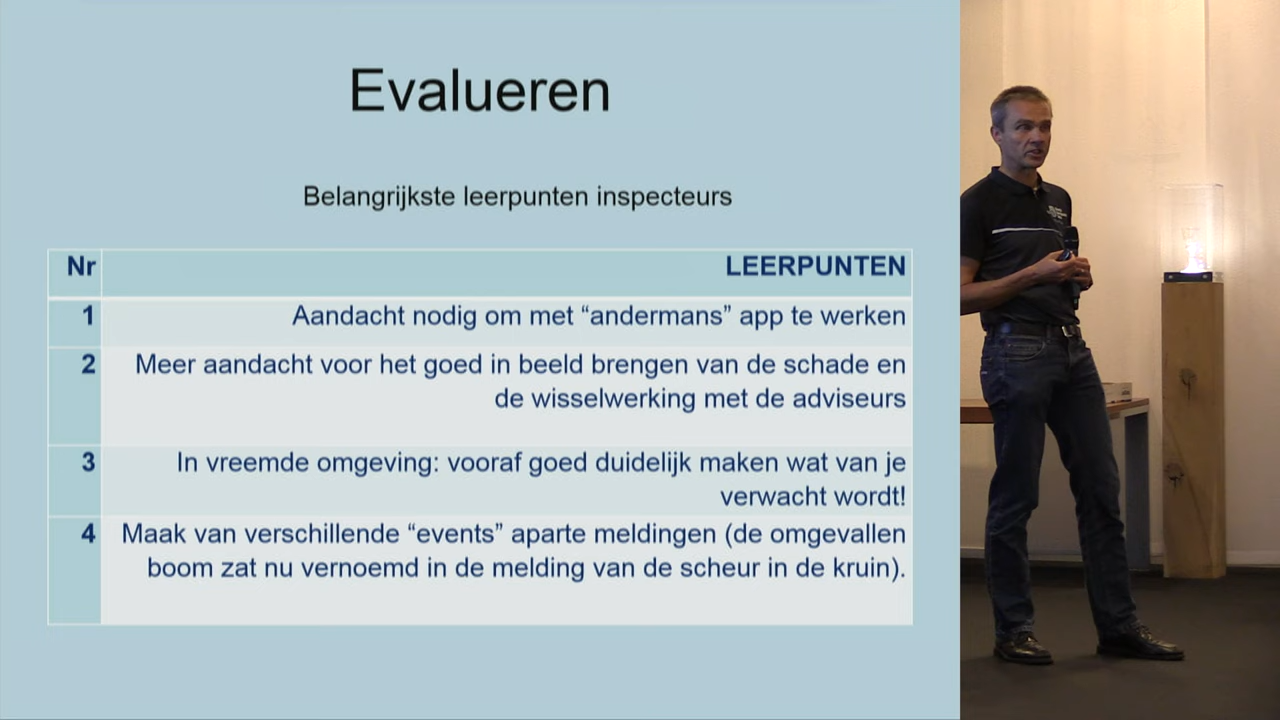 Evalueren
Belangrijkste leerpunten inspecteurs
Nr LEERPUNTEN
1 Aandacht nodig om met “andermans” app te werken
2 Meer aandacht voor het goed in beeld brengen van de schade en
de wisselwerking met de adviseurs
3 In vreemde omgeving: vooraf goed duidelijk maken wat van je
verwacht wordt!
4 Maak van verschillende “events” aparte meldingen (de omgevallen
boom zat nu vernoemd in de melding van de scheur in de kruin).